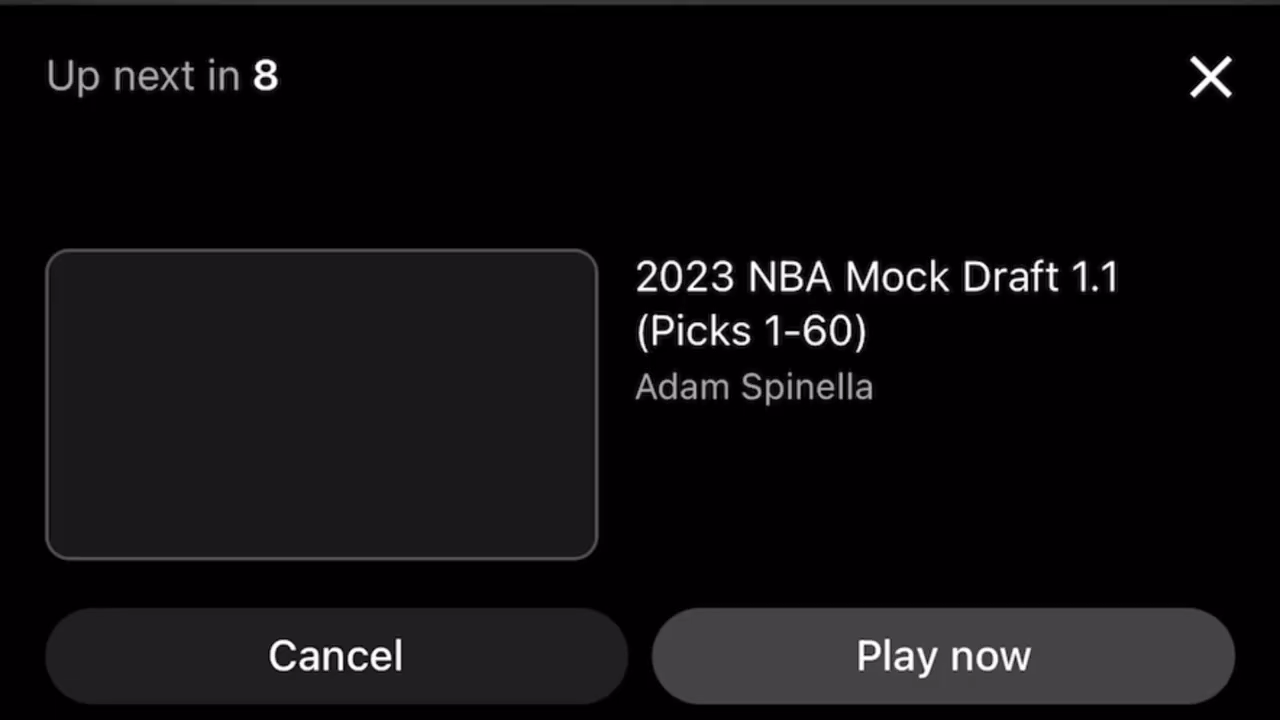 Up next in 8
2023 NBA Mock Draft 1.1
(Picks 1-60)
Adam Spinella
Cancel
Play now